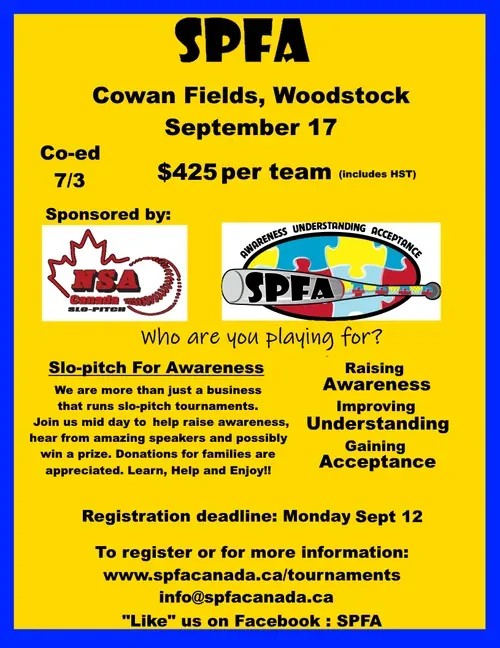 SPFA
Cowan Fields, Woodstock
September 17
Co-ed
7/3
$425 per team (includes HST)
Sponsored by:
NSA
Canada
SLO-PITCH
AWARENESS UNDERSTANDING ACCEPTANCE
SPFA
Who are you playing for?
Slo-pitch For Awareness
We are more than just a business
that runs slo-pitch tournaments.
Join us mid day to help raise awareness,
hear from amazing speakers and possibly
win a prize. Donations for families are
appreciated. Learn, Help and Enjoy!!
Raising
Awareness
Improving
Understanding
Gaining
Acceptance
Registration deadline: Monday Sept 12
To register or for more information:
www.spfacanada.ca/tournaments
info@spfacanada.ca
"Like" us on Facebook : SPFA